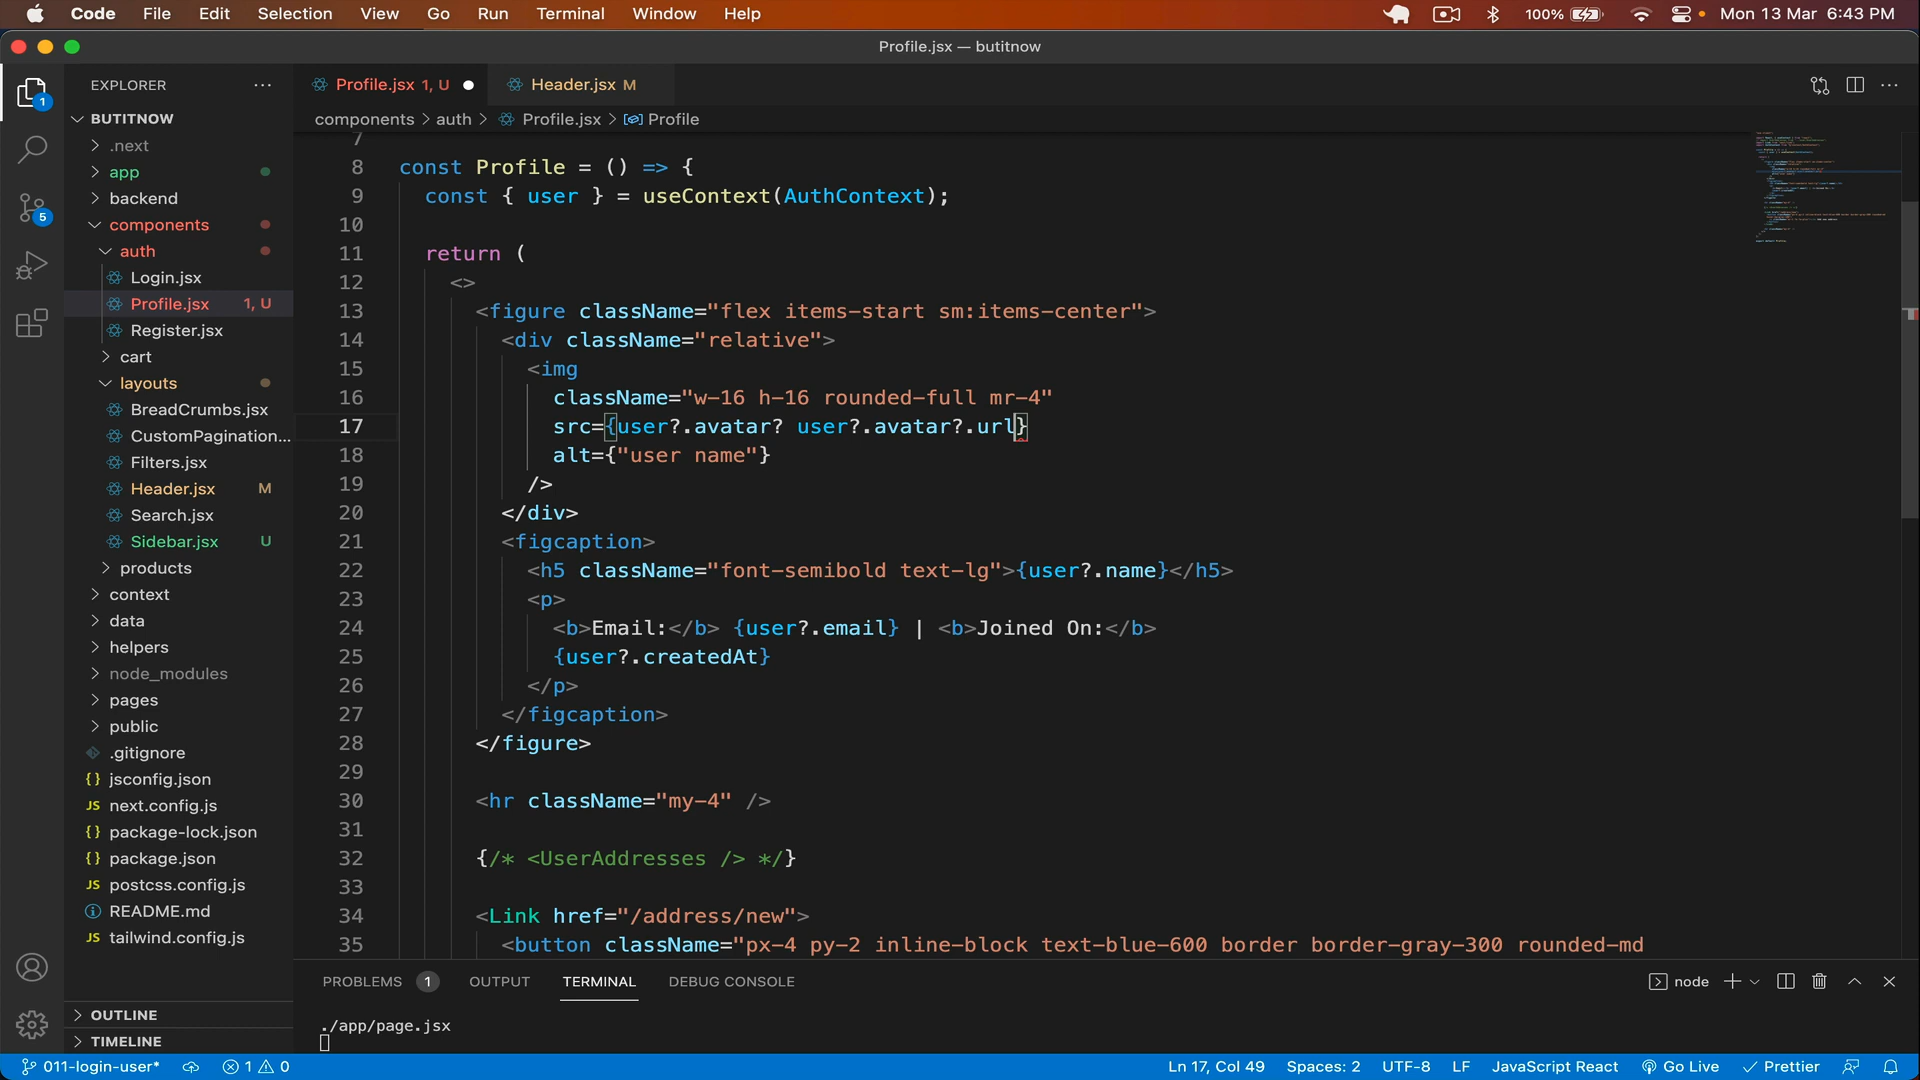 Code File Edit Selection View Go Run Terminal Window Help 100% Mon 13 Mar 6:43 PM
Profile.jsx — butitnow
EXPLORER
BUTITNOW
.next
app
backend
components
auth
Login.jsx
Profile.jsx 1, U
Register.jsx
cart
layouts
BreadCrumbs.jsx
CustomPagination...
Filters.jsx
Header.jsx M
Search.jsx
Sidebar.jsx U
products
context
data
helpers
node_modules
pages
public
.gitignore
{} jsconfig.json
JS next.config.js
{} package-lock.json
{} package.json
JS postcss.config.js
README.md
JS tailwind.config.js
OUTLINE
TIMELINE
1
5
Profile.jsx 1, U Header.jsx M
components > auth > Profile.jsx > Profile
7
8 const Profile = () => {
9 const { user } = useContext(AuthContext);
10
11 return (
12 <>
13 <figure className="flex items-start sm:items-center">
14 <div className="relative">
15 <img
16 className="w-16 h-16 rounded-full mr-4"
17 src={user?.avatar? user?.avatar?.url}
18 alt={"user name"}
19 />
20 </div>
21 <figcaption>
22 <h5 className="font-semibold text-lg">{user?.name}</h5>
23 <p>
24 <b>Email:</b> {user?.email} | <b>Joined On:</b>
25 {user?.createdAt}
26 </p>
27 </figcaption>
28 </figure>
29
30 <hr className="my-4" />
31
32 {/* <UserAddresses /> */}
33
34 <Link href="/address/new">
35 <button className="px-4 py-2 inline-block text-blue-600 border border-gray-300 rounded-md
PROBLEMS 1 OUTPUT TERMINAL DEBUG CONSOLE node
./app/page.jsx
011-login-user* 1 0 Ln 17, Col 49 Spaces: 2 UTF-8 LF JavaScript React Go Live Prettier